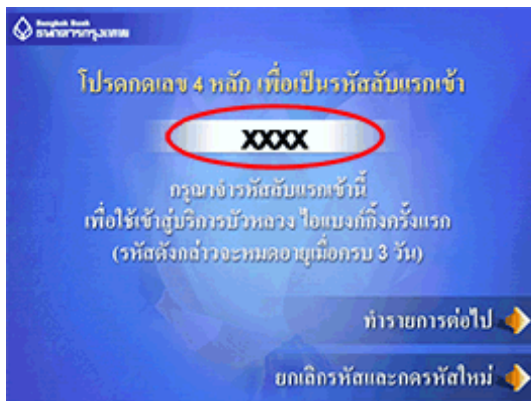 Bangkok Bank
ธนาคารกรุงเทพ
โปรดกดเลข 4 หลัก เพื่อเป็นรหัสลับแรกเข้า
XXXX
กรุณาจำรหัสลับแรกเข้านี้
เพื่อใช้เข้าสู่บริการบัวหลวง ไอแบงก์กิ้งครั้งแรก
(รหัสดังกล่าวจะหมดอายุเมื่อครบ 3 วัน)
ทำรายการต่อไป
ยกเลิกรหัสและกดรหัสใหม่